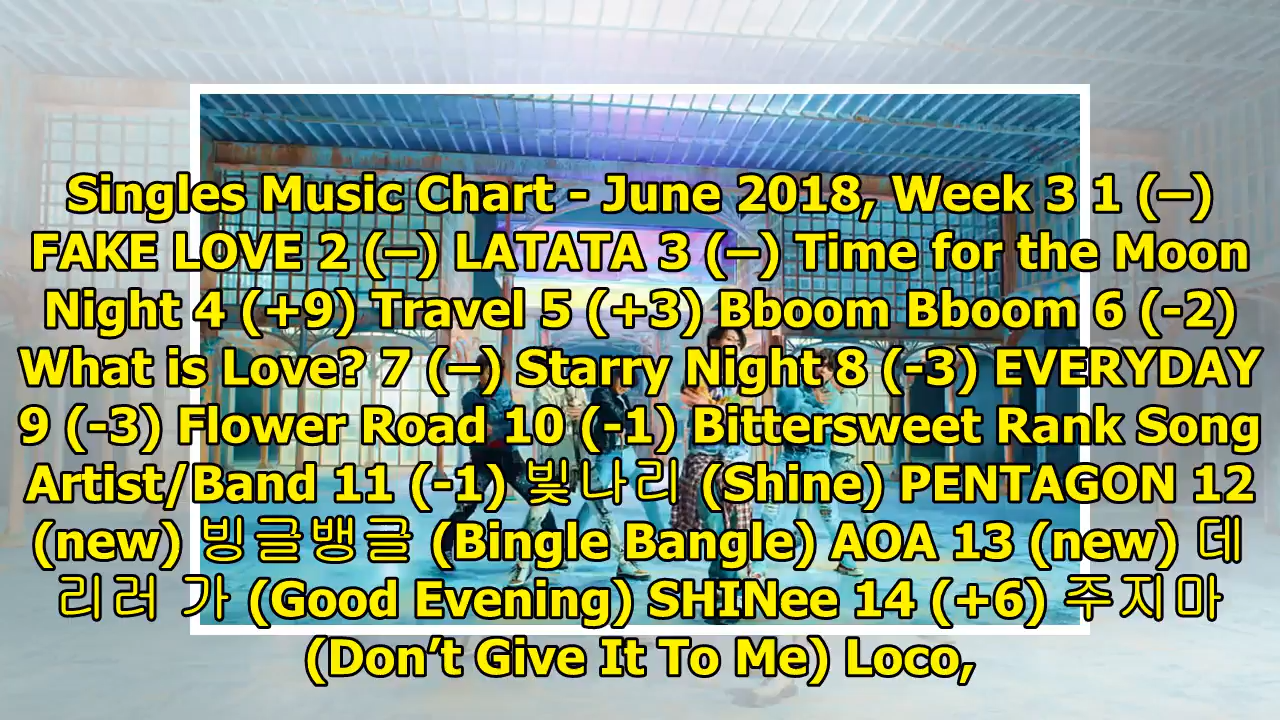 Singles Music Chart - June 2018, Week 3 1 (–)
FAKE LOVE 2 (–) LATATA 3 (–) Time for the Moon
Night 4 (+9) Travel 5 (+3) Bboom Bboom 6 (-2)
What is Love? 7 (–) Starry Night 8 (-3) EVERYDAY
9 (-3) Flower Road 10 (-1) Bittersweet Rank Song
Artist/Band 11 (-1) 빛나리 (Shine) PENTAGON 12
(new) 빙글뱅글 (Bingle Bangle) AOA 13 (new) 데
리러 가 (Good Evening) SHINee 14 (+6) 주지마
(Don’t Give It To Me) Loco,